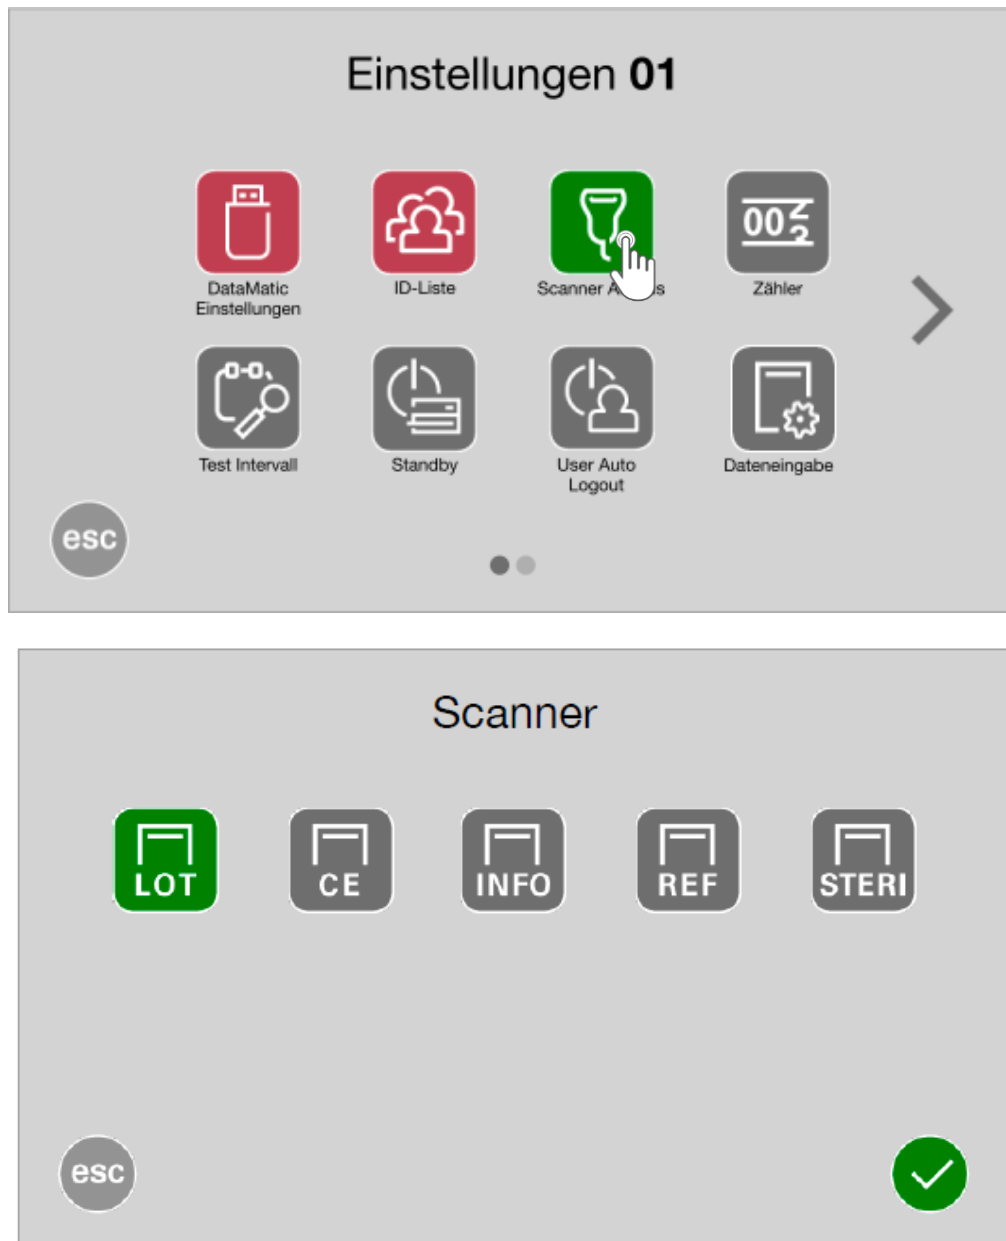 Einstellungen 01
DataMatic
Einstellungen
ID-Liste
Scanner
Zähler
Test Intervall
Standby
User Auto
Logout
Dateneingabe
esc
Scanner
LOT
CE
INFO
REF
STERI
esc